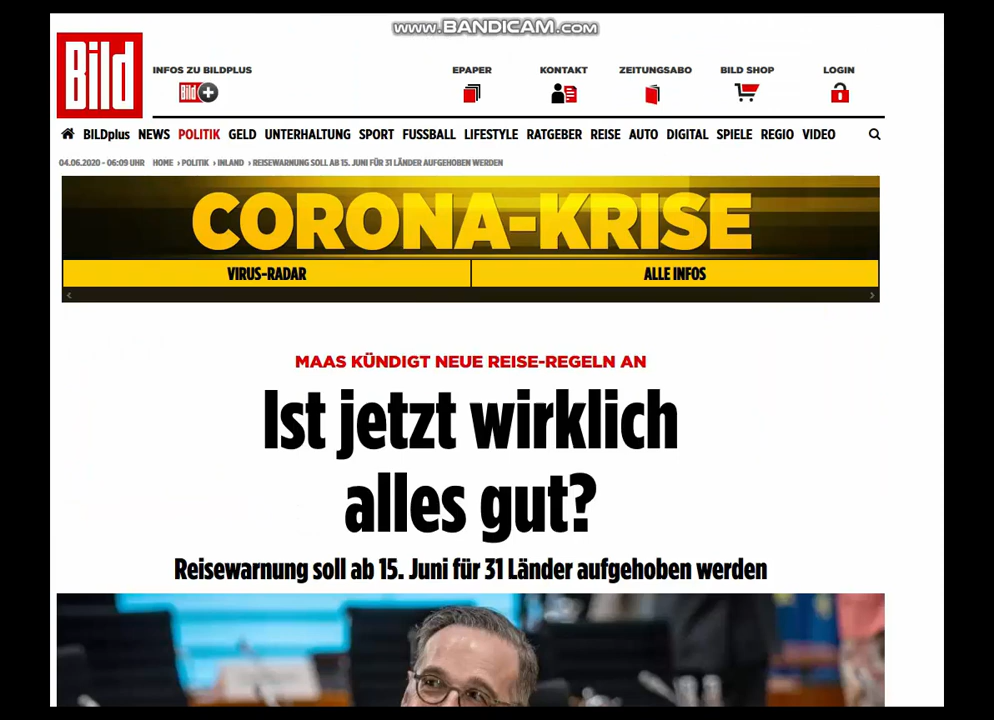 WWW.BANDICAM.COM
Bild
INFOS ZU BILDPLUS
Bild
EPAPER
KONTAKT
ZEITUNGSABO
BILD SHOP
LOGIN
BILDplus NEWS POLITIK GELD UNTERHALTUNG SPORT FUSSBALL LIFESTYLE RATGEBER REISE AUTO DIGITAL SPIELE REGIO VIDEO
04.06.2020 - 06:09 UHR HOME › POLITIK › INLAND › REISEWARNUNG SOLL AB 15. JUNI FÜR 31 LÄNDER AUFGEHOBEN WERDEN
CORONA-KRISE
VIRUS-RADAR
ALLE INFOS
MAAS KÜNDIGT NEUE REISE-REGELN AN
Ist jetzt wirklich
alles gut?
Reisewarnung soll ab 15. Juni für 31 Länder aufgehoben werden